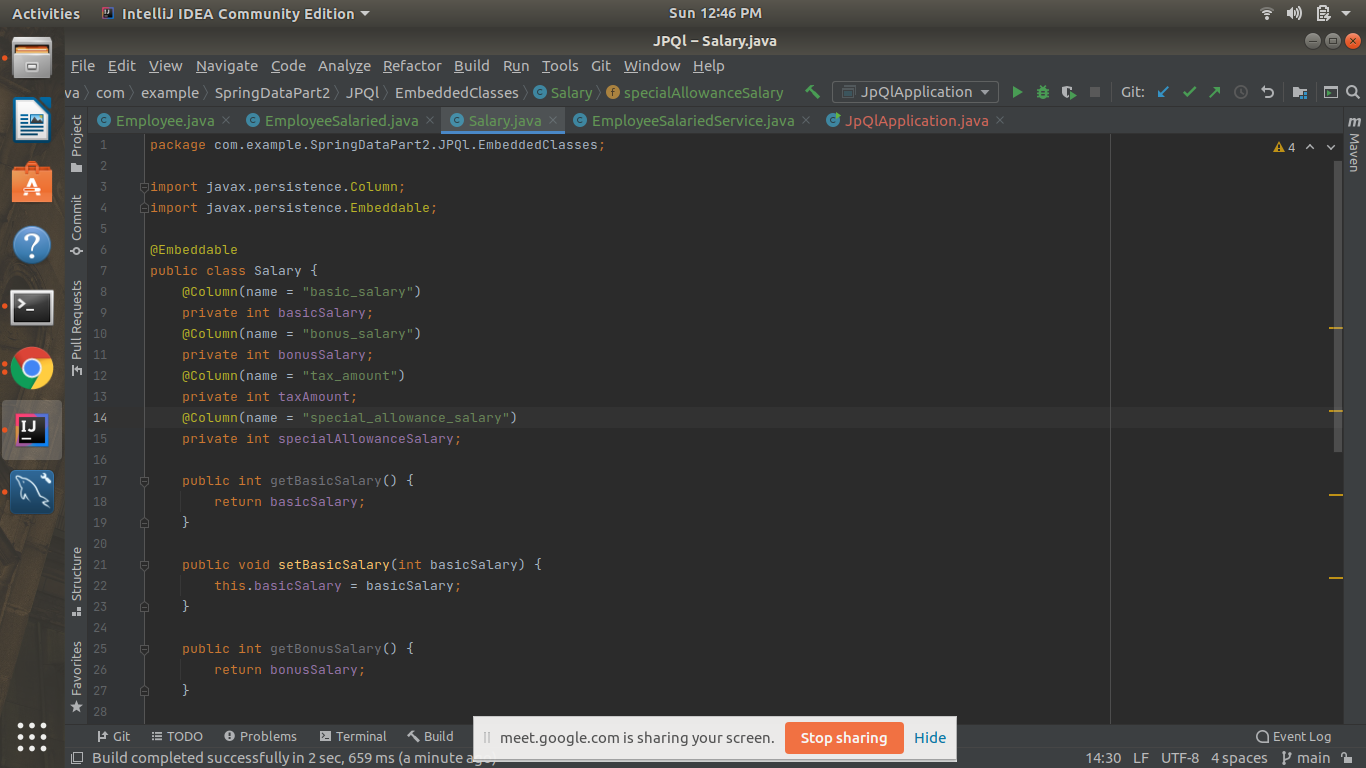 Activities IntelliJ IDEA Community Edition Sun 12:46 PM
JPQl – Salary.java
File Edit View Navigate Code Analyze Refactor Build Run Tools Git Window Help
va com example SpringDataPart2 JPQl EmbeddedClasses Salary specialAllowanceSalary JpQlApplication Git:
Employee.java EmployeeSalaried.java Salary.java EmployeeSalariedService.java JpQlApplication.java
Project
Commit
Pull Requests
Structure
Favorites
1 package com.example.SpringDataPart2.JPQl.EmbeddedClasses;
2
3 import javax.persistence.Column;
4 import javax.persistence.Embeddable;
5
6 @Embeddable
7 public class Salary {
8 @Column(name = "basic_salary")
9 private int basicSalary;
10 @Column(name = "bonus_salary")
11 private int bonusSalary;
12 @Column(name = "tax_amount")
13 private int taxAmount;
14 @Column(name = "special_allowance_salary")
15 private int specialAllowanceSalary;
16
17 public int getBasicSalary() {
18 return basicSalary;
19 }
20
21 public void setBasicSalary(int basicSalary) {
22 this.basicSalary = basicSalary;
23 }
24
25 public int getBonusSalary() {
26 return bonusSalary;
27 }
28
4
m
Maven
Git TODO Problems Terminal Build Event Log
meet.google.com is sharing your screen. Stop sharing Hide
Build completed successfully in 2 sec, 659 ms (a minute ago) 14:30 LF UTF-8 4 spaces main